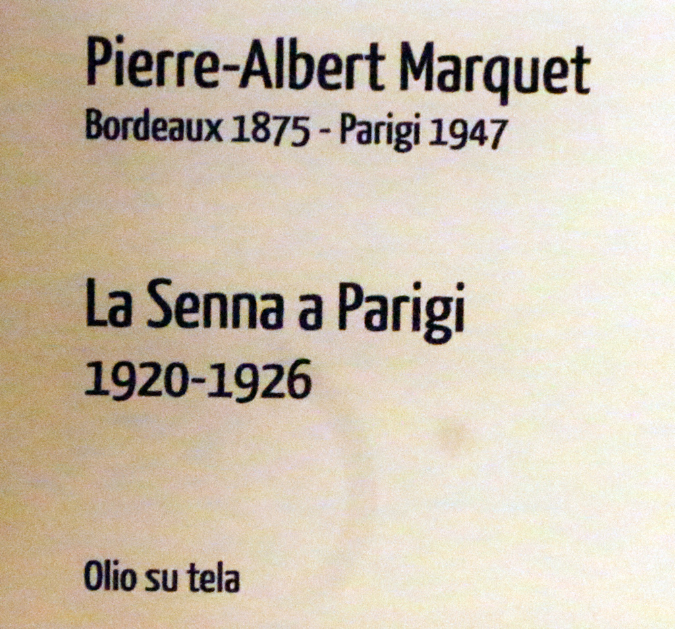 Pierre-Albert Marquet
Bordeaux 1875 - Parigi 1947
La Senna a Parigi
1920-1926
Olio su tela